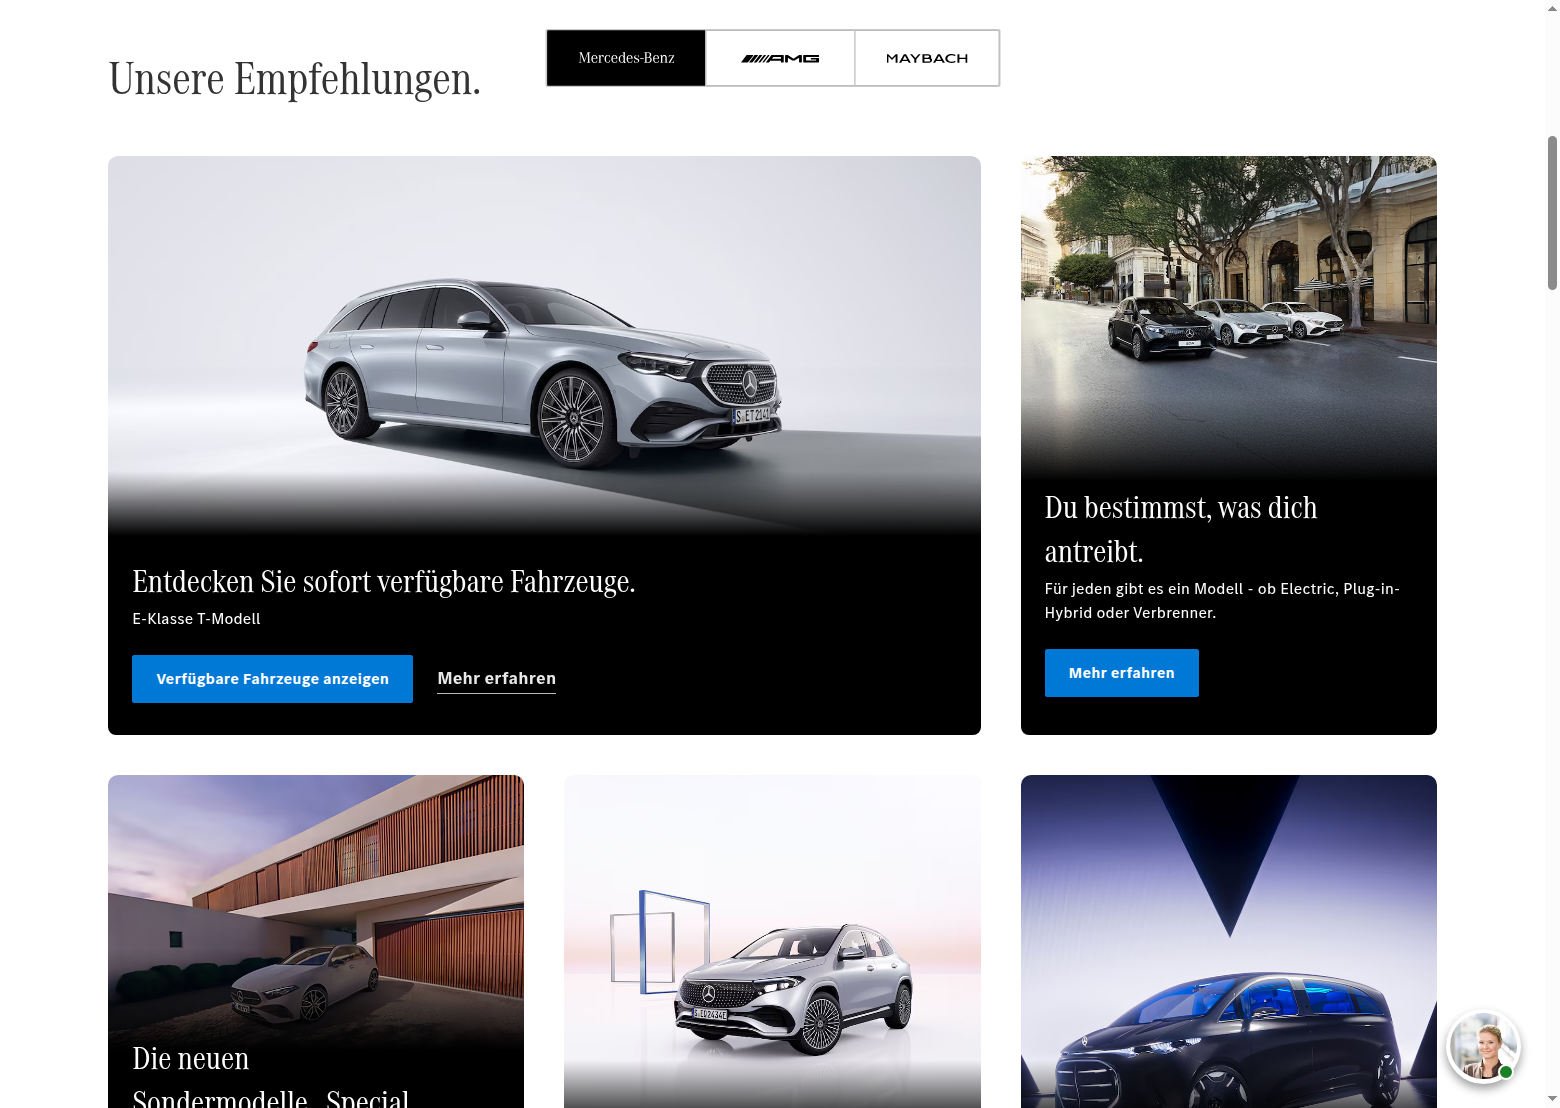 Unsere Empfehlungen.
Mercedes-Benz
AMG
MAYBACH
S ET2141
Entdecken Sie sofort verfügbare Fahrzeuge.
E-Klasse T-Modell
Verfügbare Fahrzeuge anzeigen
Mehr erfahren
Du bestimmst, was dich
antreibt.
Für jeden gibt es ein Modell - ob Electric, Plug-in-
Hybrid oder Verbrenner.
Mehr erfahren
Die neuen
Sondermodelle „Special